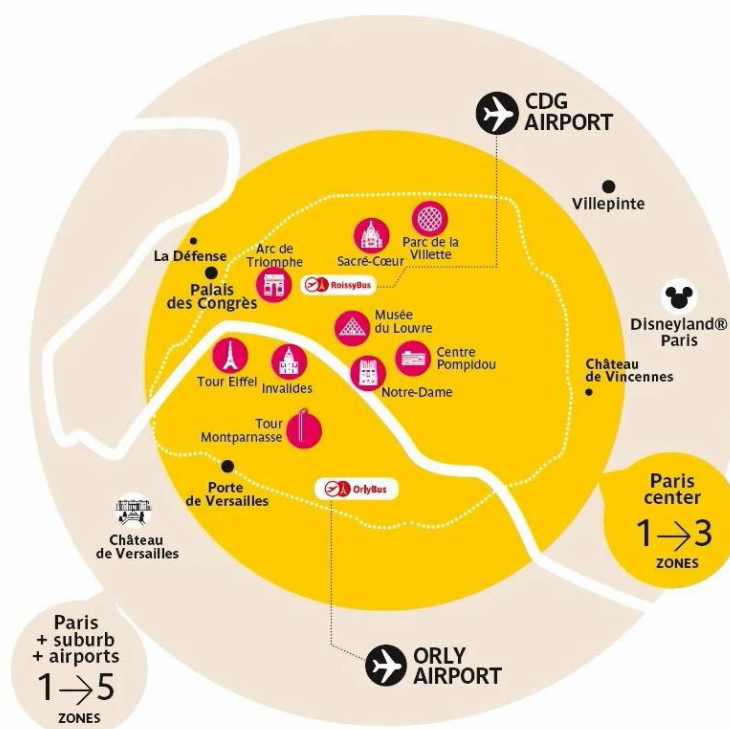 CDG
AIRPORT
Villepinte
La Défense
Arc de
Triomphe
Sacré-Cœur
Parc de la
Villette
Palais
des Congrès
RoissyBus
Disneyland®
Paris
Musée
du Louvre
Centre
Pompidou
Château
de Vincennes
Tour Eiffel
Invalides
Notre-Dame
Tour
Montparnasse
Porte
de Versailles
OrlyBus
Paris
center
1→3
ZONES
Château
de Versailles
Paris
+ suburb
+ airports
1→5
ZONES
ORLY
AIRPORT